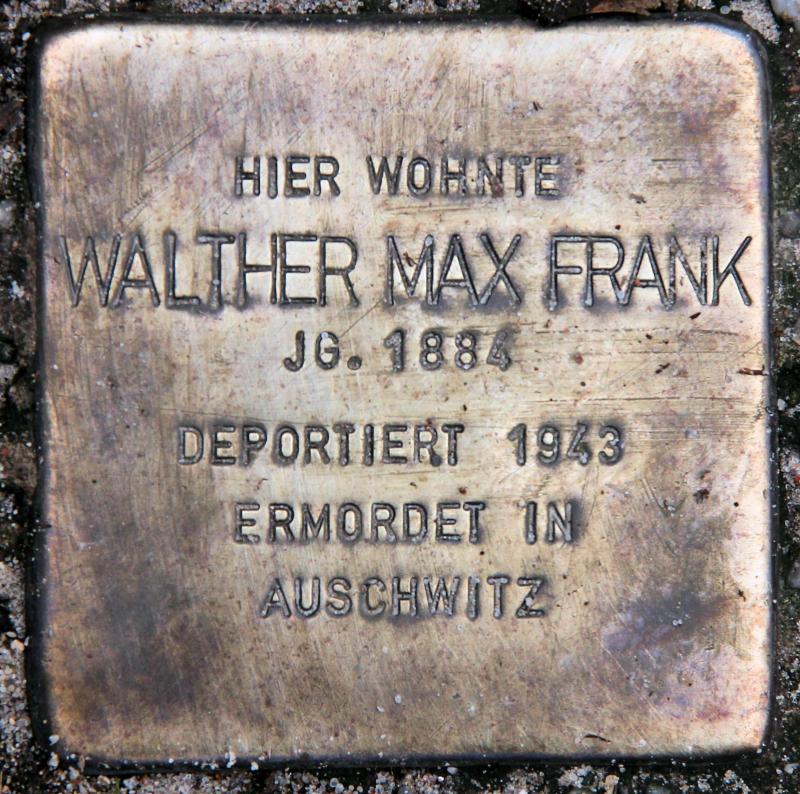 HIER WOHNTE
WALTHER MAX FRANK
JG. 1884
DEPORTIERT 1943
ERMORDET IN
AUSCHWITZ